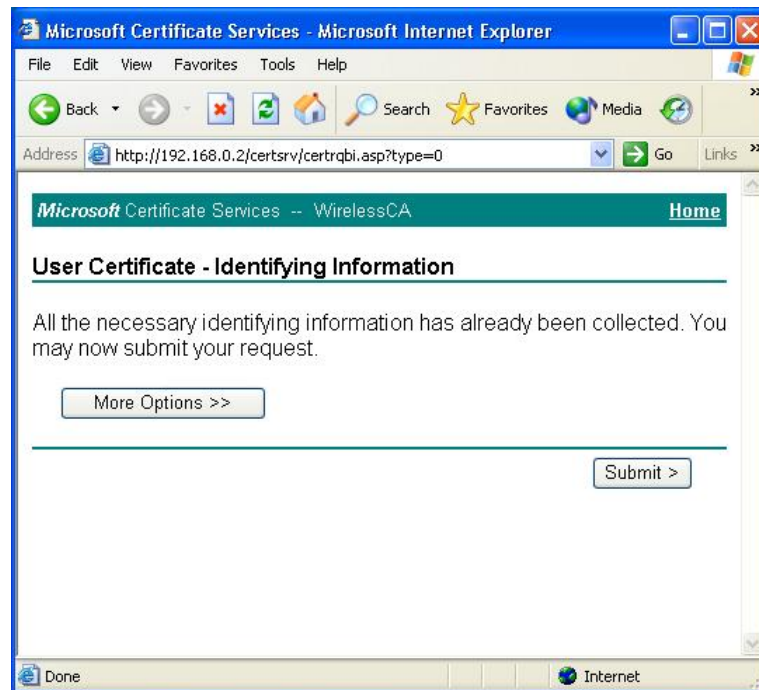 Microsoft Certificate Services - Microsoft Internet Explorer
File Edit View Favorites Tools Help
Back Search Favorites Media »
Address http://192.168.0.2/certsrv/certrqbi.asp?type=0 Go Links »
Microsoft Certificate Services -- WirelessCA Home
User Certificate - Identifying Information
All the necessary identifying information has already been collected. You
may now submit your request.
More Options >>
Submit >
Done Internet